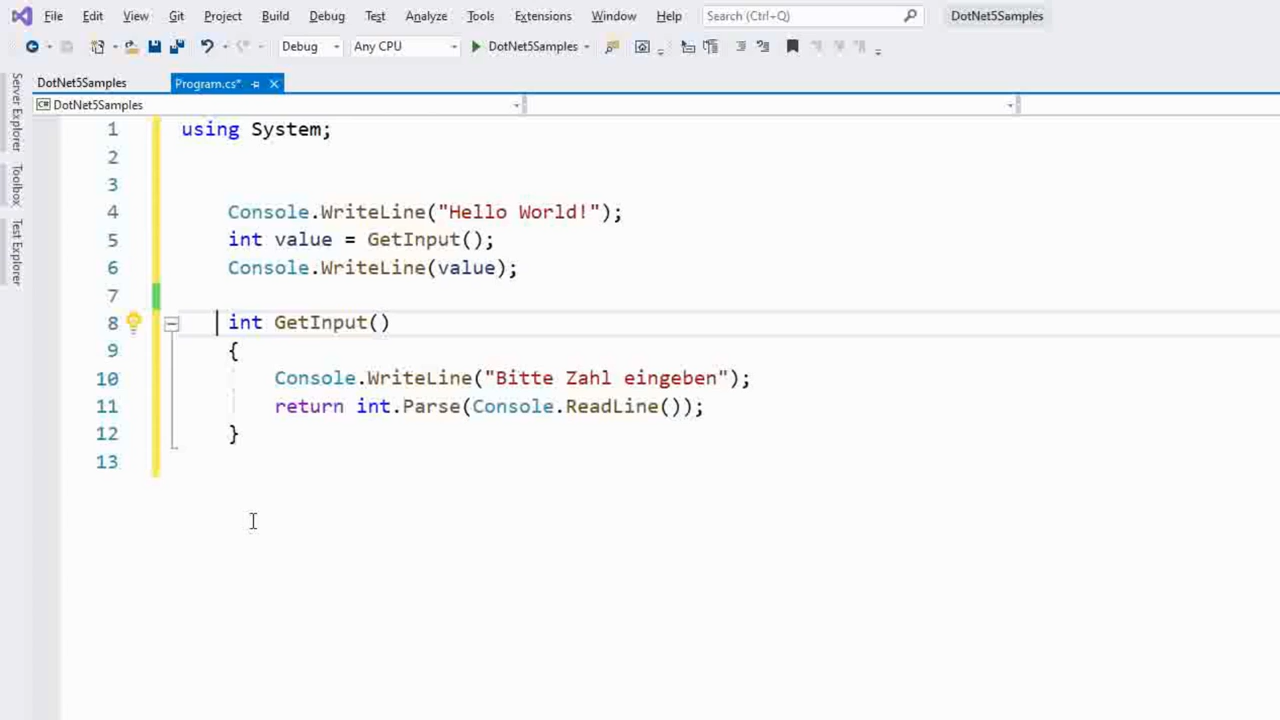 File Edit View Git Project Build Debug Test Analyze Tools Extensions Window Help Search (Ctrl+Q) DotNet5Samples
Debug Any CPU DotNet5Samples
DotNet5Samples Program.cs*
DotNet5Samples
Server Explorer
Toolbox
Test Explorer
1 using System;
2
3
4 Console.WriteLine("Hello World!");
5 int value = GetInput();
6 Console.WriteLine(value);
7
8 int GetInput()
9 {
10 Console.WriteLine("Bitte Zahl eingeben");
11 return int.Parse(Console.ReadLine());
12 }
13